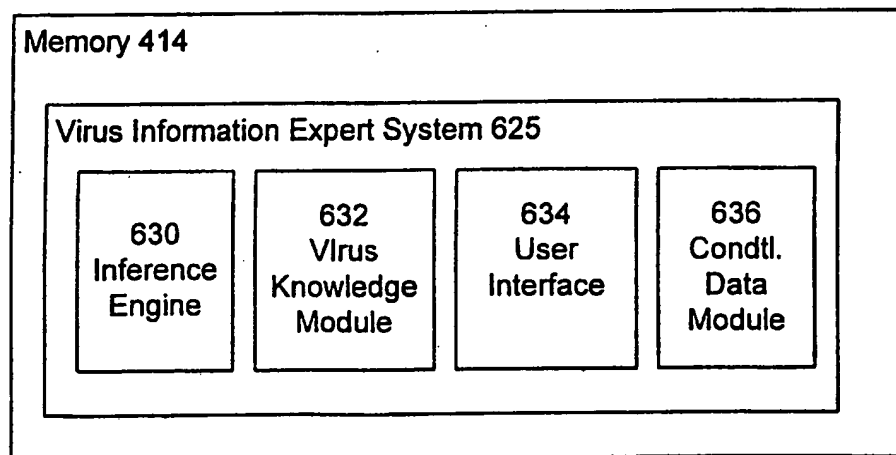 Memory 414
Virus Information Expert System 625
630
Inference
Engine
632
VIrus
Knowledge
Module
634
User
Interface
636
Condtl.
Data
Module